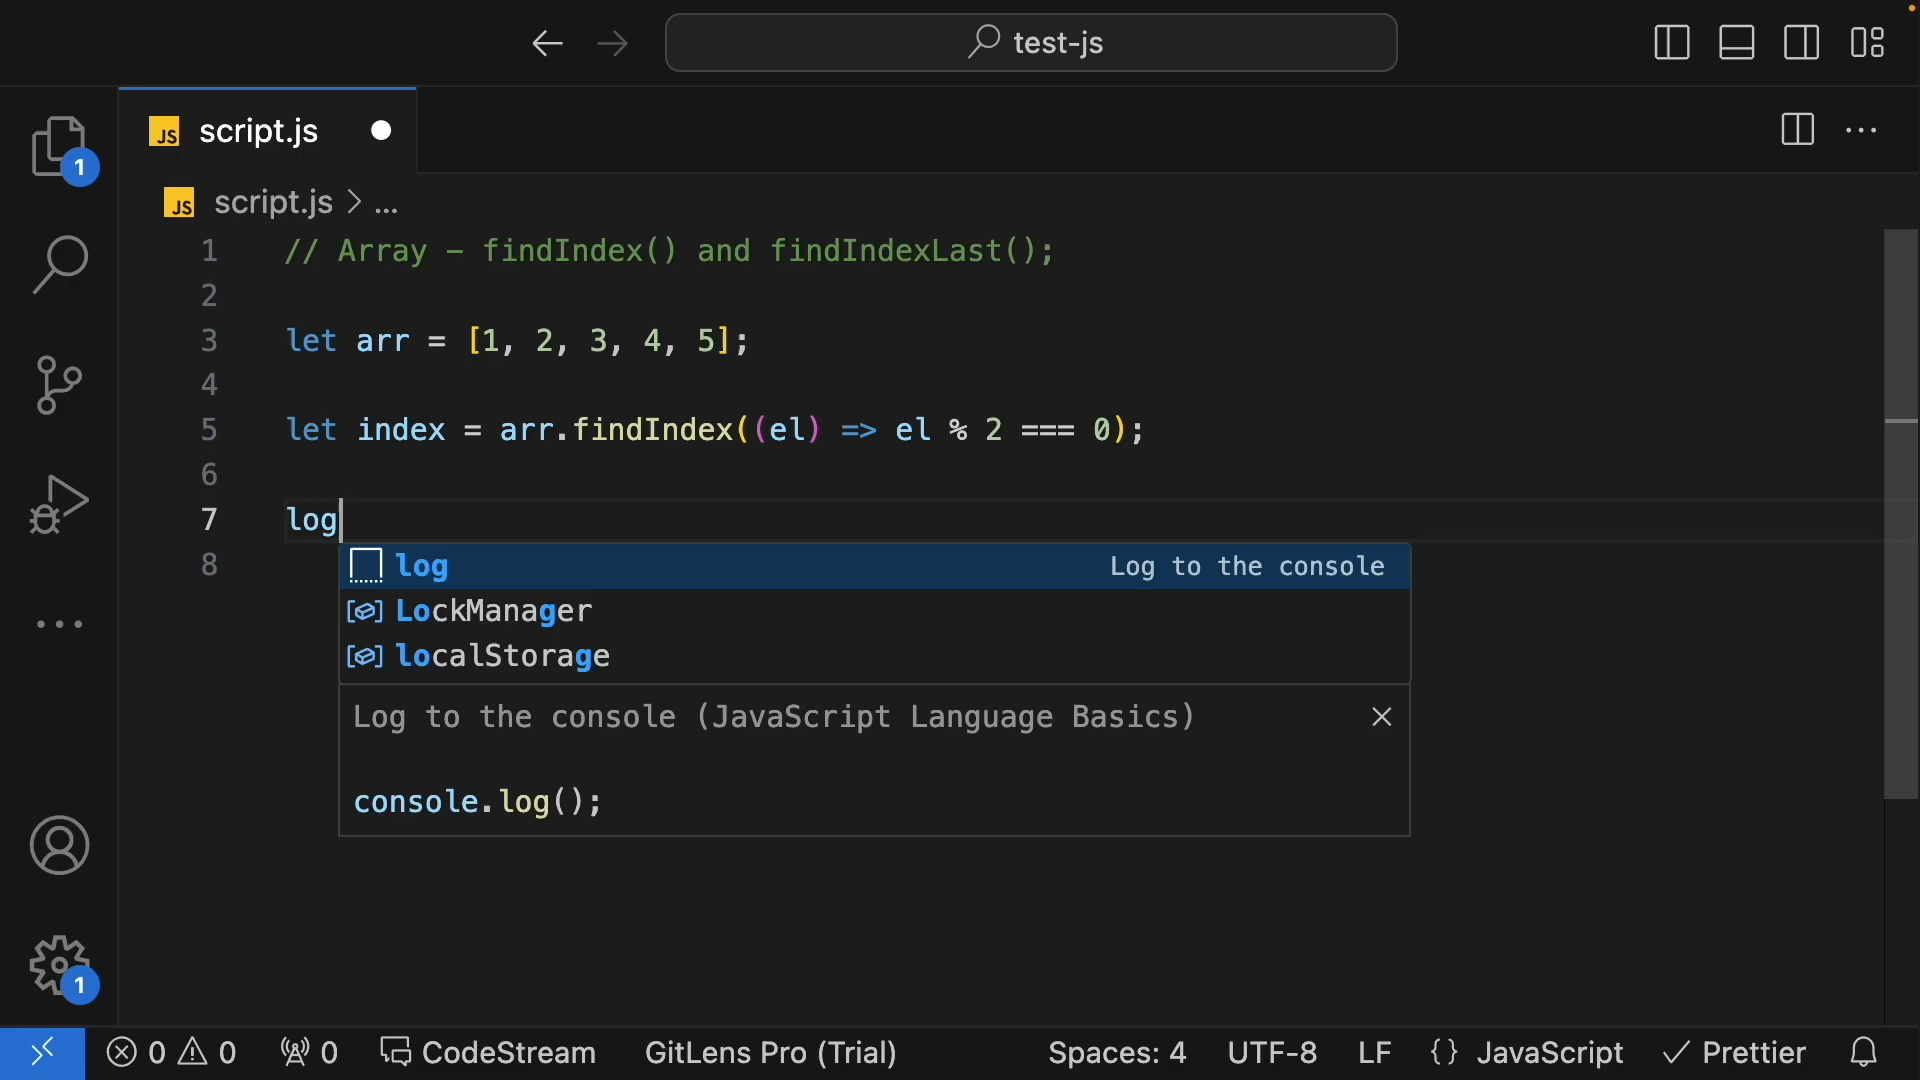 test-js
JS script.js
1
JS script.js > ...
1 // Array – findIndex() and findIndexLast();
2
3 let arr = [1, 2, 3, 4, 5];
4
5 let index = arr.findIndex((el) => el % 2 === 0);
6
7 log
8
log Log to the console
LockManager
localStorage
Log to the console (JavaScript Language Basics)
console.log();
1
0 0 0 CodeStream GitLens Pro (Trial) Spaces: 4 UTF-8 LF {} JavaScript Prettier